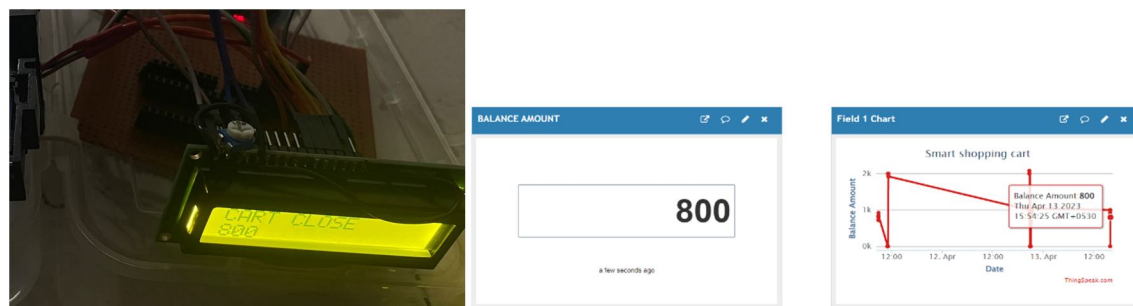 CHART CLOSE
800
BALANCE AMOUNT
800
a few seconds ago
Field 1 Chart
Smart shopping cart
Balance Amount
2k
1k
0k
Balance Amount 800
Thu Apr 13 2023
15:54:25 GMT+0530
12:00 12. Apr 12:00 13. Apr 12:00
Date
ThingSpeak.com